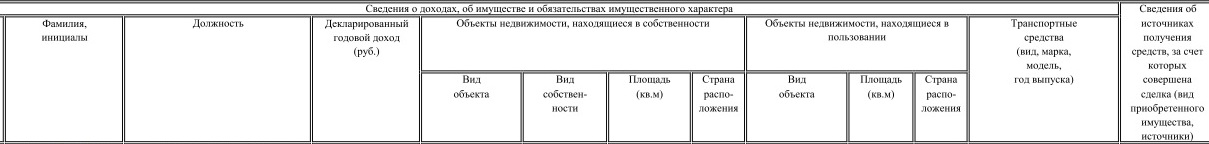 Сведения о доходах, об имуществе и обязательствах имущественного характера
Фамилия,
инициалы
Должность
Декларированный
годовой доход
(руб.)
Объекты недвижимости, находящиеся в собственности
Вид
объекта
Вид
собствен-
ности
Площадь
(кв.м)
Страна
распо-
ложения
Объекты недвижимости, находящиеся в
пользовании
Вид
объекта
Площадь
(кв.м)
Страна
распо-
ложения
Транспортные
средства
(вид, марка,
модель,
год выпуска)
Сведения об
источниках
получения
средств, за счет
которых
совершена
сделка (вид
приобретенного
имущества,
источники)